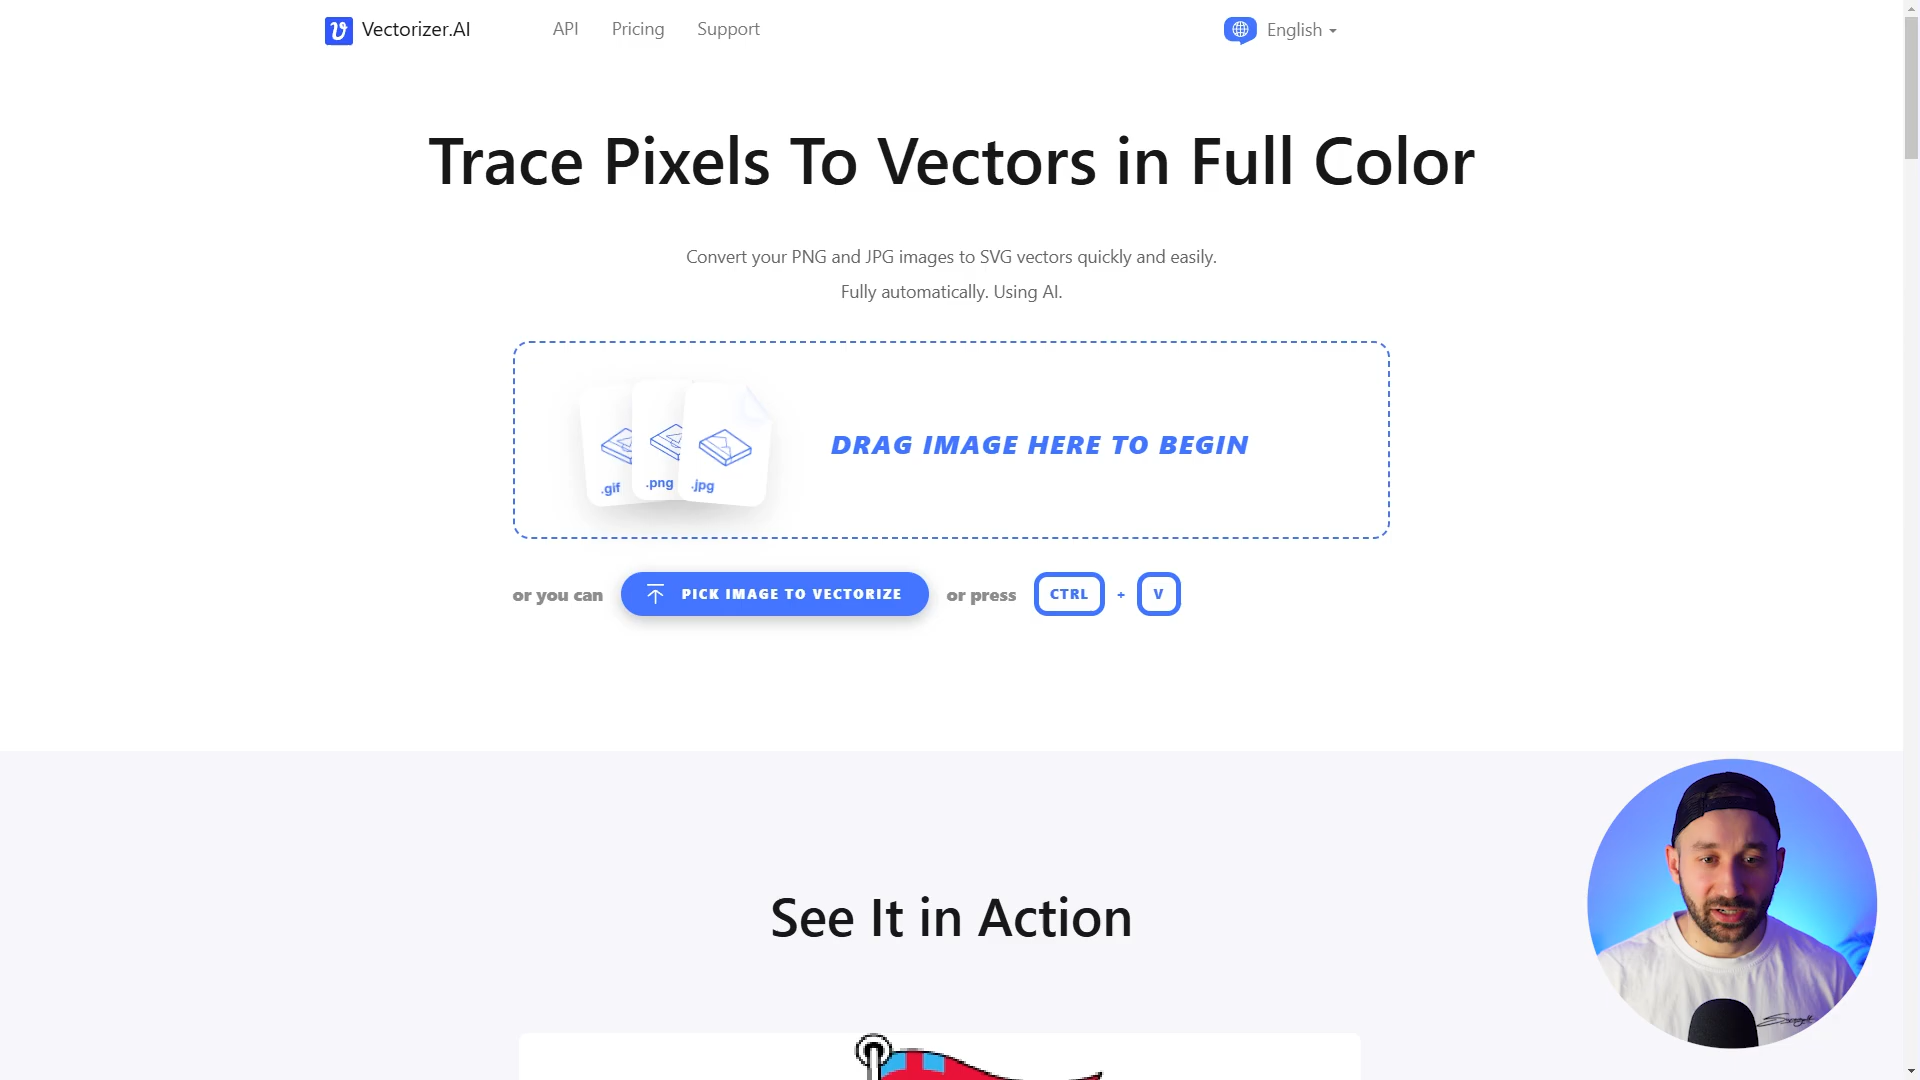 Vectorizer.AI
API
Pricing
Support
English
Trace Pixels To Vectors in Full Color
Convert your PNG and JPG images to SVG vectors quickly and easily.
Fully automatically. Using AI.
.gif
.png
.jpg
DRAG IMAGE HERE TO BEGIN
or you can
PICK IMAGE TO VECTORIZE
or press
CTRL
+
V
See It in Action